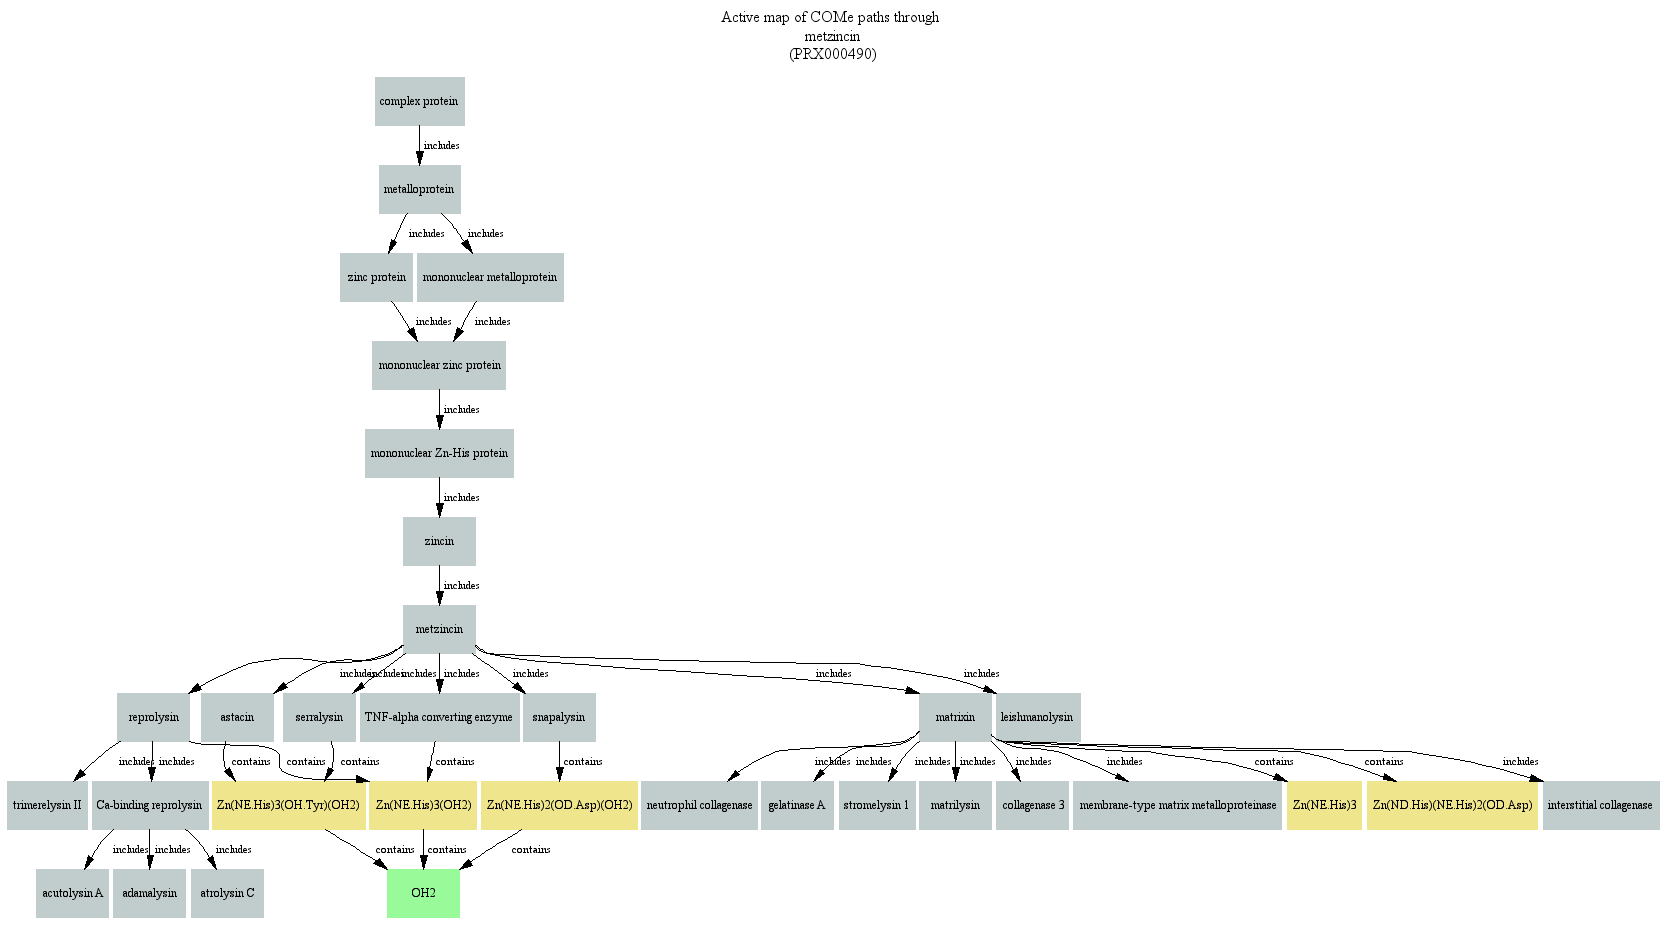 Active map of COMe paths through
metzincin
(PRX000490)
complex protein
includes
metalloprotein
includes includes
zinc protein mononuclear metalloprotein
includes includes
mononuclear zinc protein
includes
mononuclear Zn-His protein
includes
zincin
includes
metzincin
includes includes includes includes includes includes includes
reprolysin astacin serralysin TNF-alpha converting enzyme snapalysin matrixin leishmanolysin
includes includes contains contains contains contains contains includes includes includes includes includes includes contains contains includes
trimerelysin II Ca-binding reprolysin Zn(NE.His)3(OH.Tyr)(OH2) Zn(NE.His)3(OH2) Zn(NE.His)2(OD.Asp)(OH2) neutrophil collagenase gelatinase A stromelysin 1 matrilysin collagenase 3 membrane-type matrix metalloproteinase Zn(NE.His)3 Zn(ND.His)(NE.His)2(OD.Asp) interstitial collagenase
includes includes includes contains contains contains
acutolysin A adamalysin atrolysin C OH2